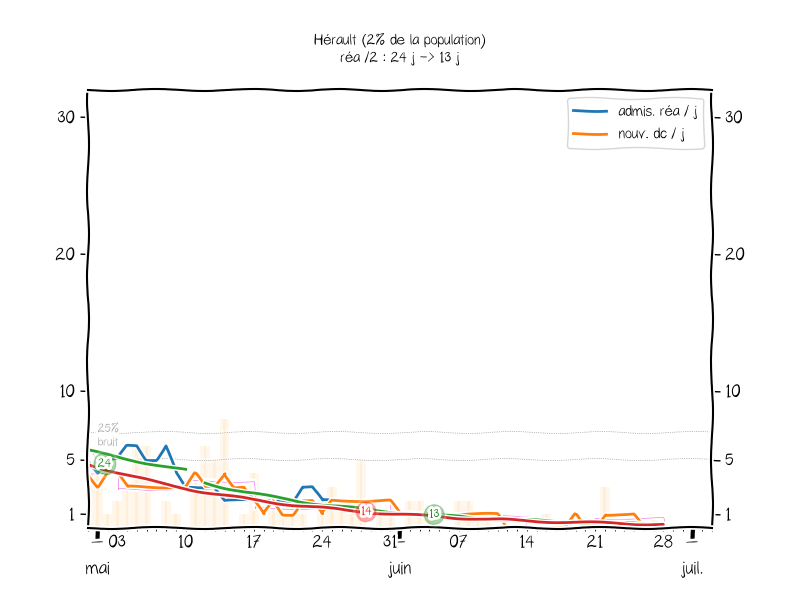 Hérault (2% de la population)
réa /2 : 24 j -> 13 j
admis. réa / j
nouv. dc / j
30
30
20
20
10
10
25%
bruit
5
5
24
14
13
1
1
03 10 17 24 31 07 14 21 28
mai juin juil.